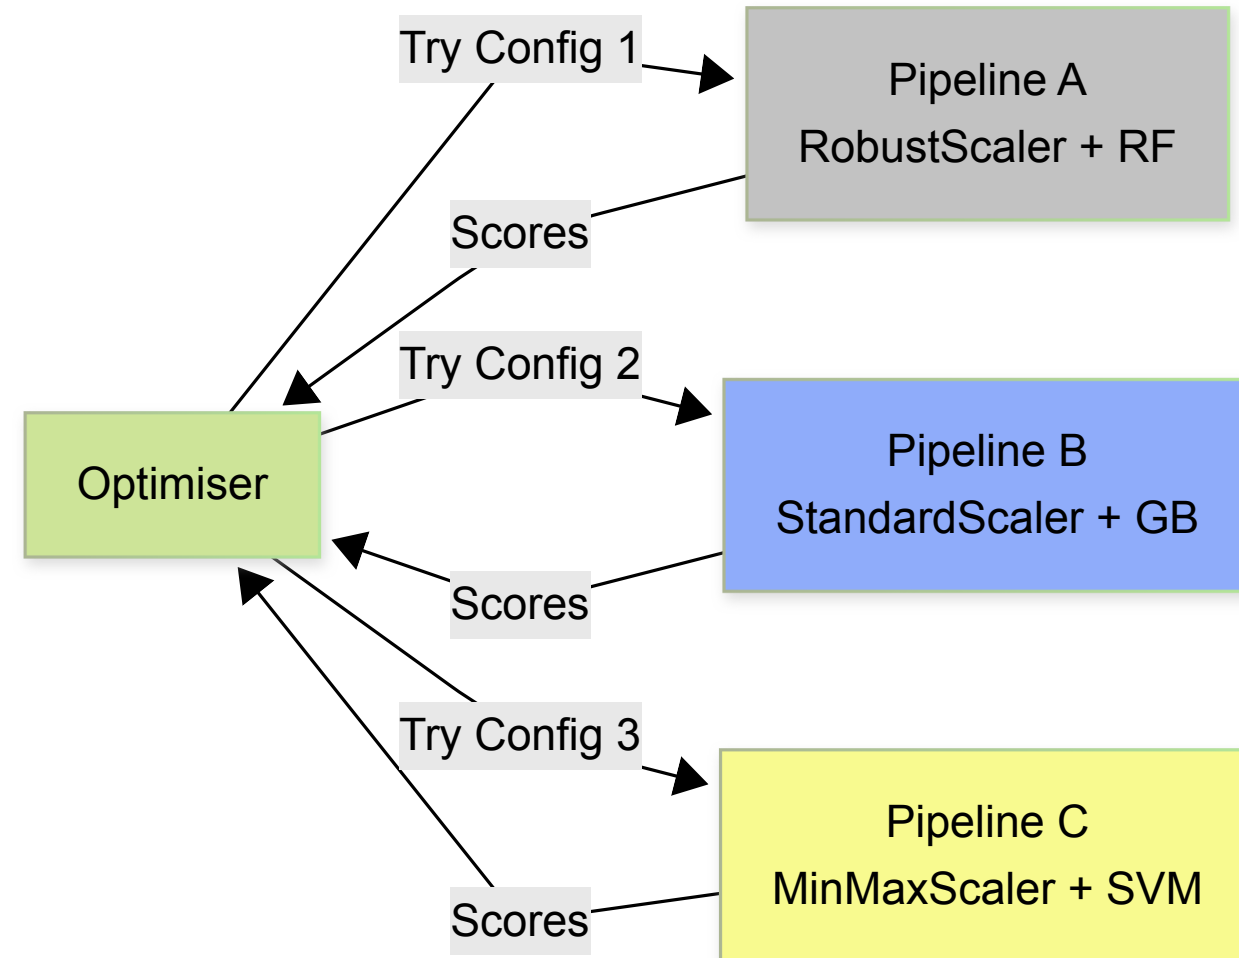 Try Config 1
Pipeline A
RobustScaler + RF
Scores
Try Config 2
Optimiser
Pipeline B
StandardScaler + GB
Scores
Try Config 3
Pipeline C
MinMaxScaler + SVM
Scores